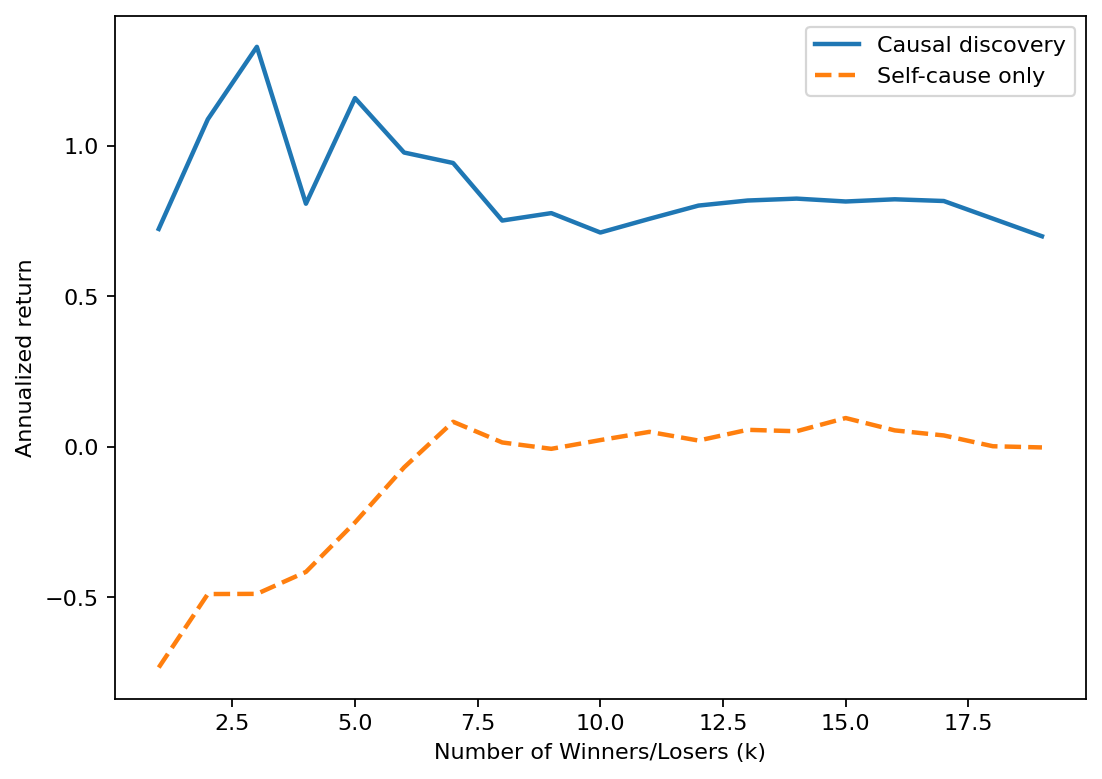 Causal discovery
Self-cause only
Annualized return
1.0
0.5
0.0
−0.5
2.5 5.0 7.5 10.0 12.5 15.0 17.5
Number of Winners/Losers (k)